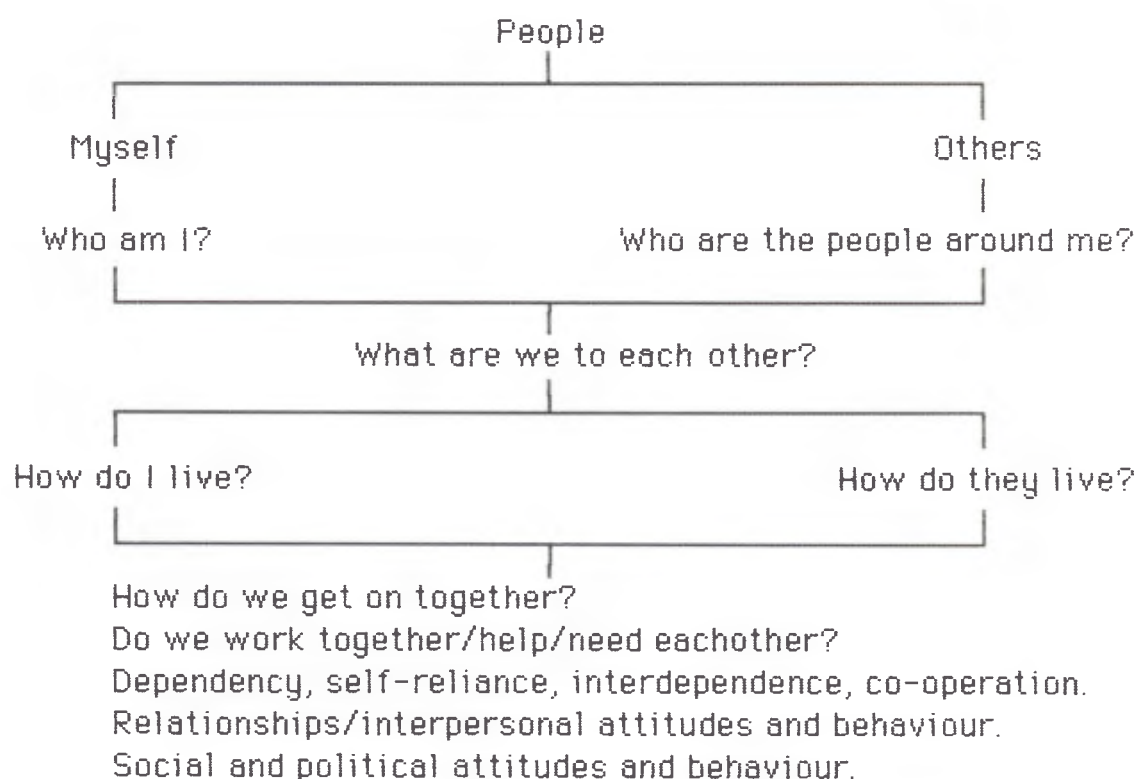 People
Myself
Others
Who am I?
Who are the people around me?
What are we to each other?
How do I live?
How do they live?
How do we get on together?
Do we work together/help/need eachother?
Dependency, self-reliance, interdependence, co-operation.
Relationships/interpersonal attitudes and behaviour.
Social and political attitudes and behaviour.